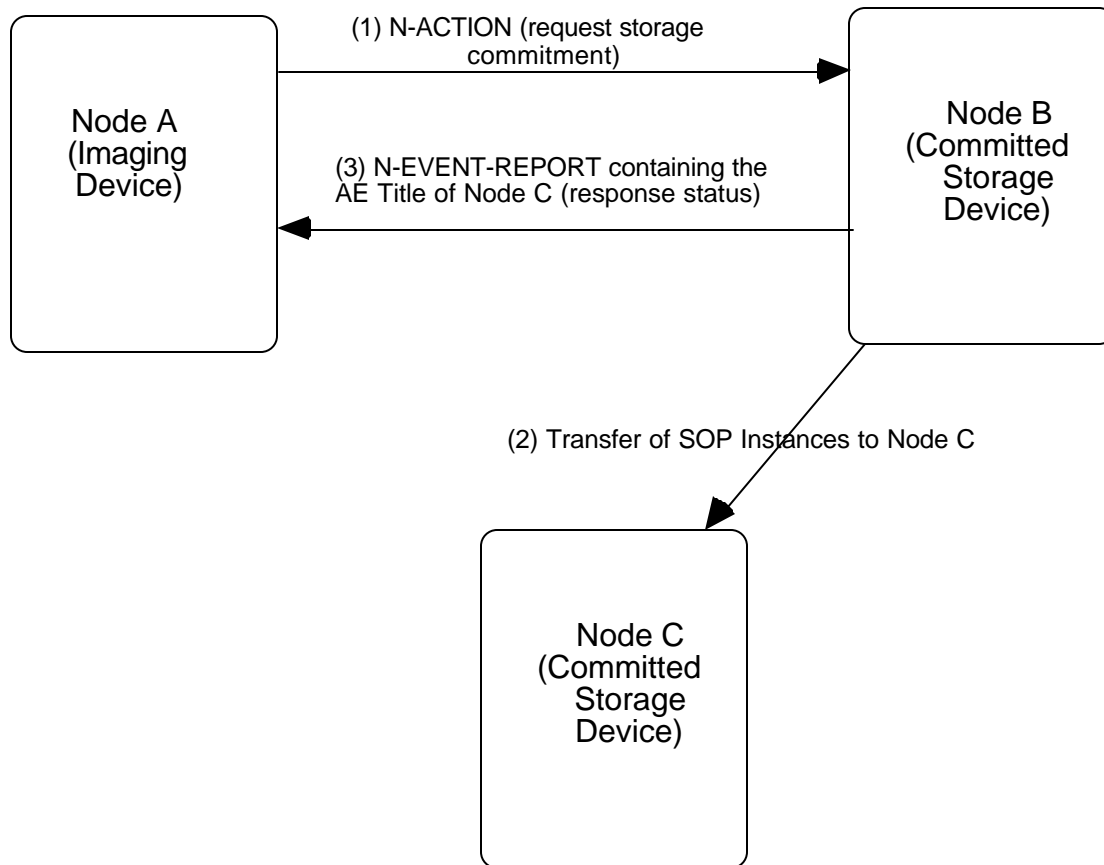 (1) N-ACTION (request storage
commitment)
Node A
(Imaging
Device)
Node B
(Committed
Storage
Device)
(3) N-EVENT-REPORT containing the
AE Title of Node C (response status)
(2) Transfer of SOP Instances to Node C
Node C
(Committed
Storage
Device)